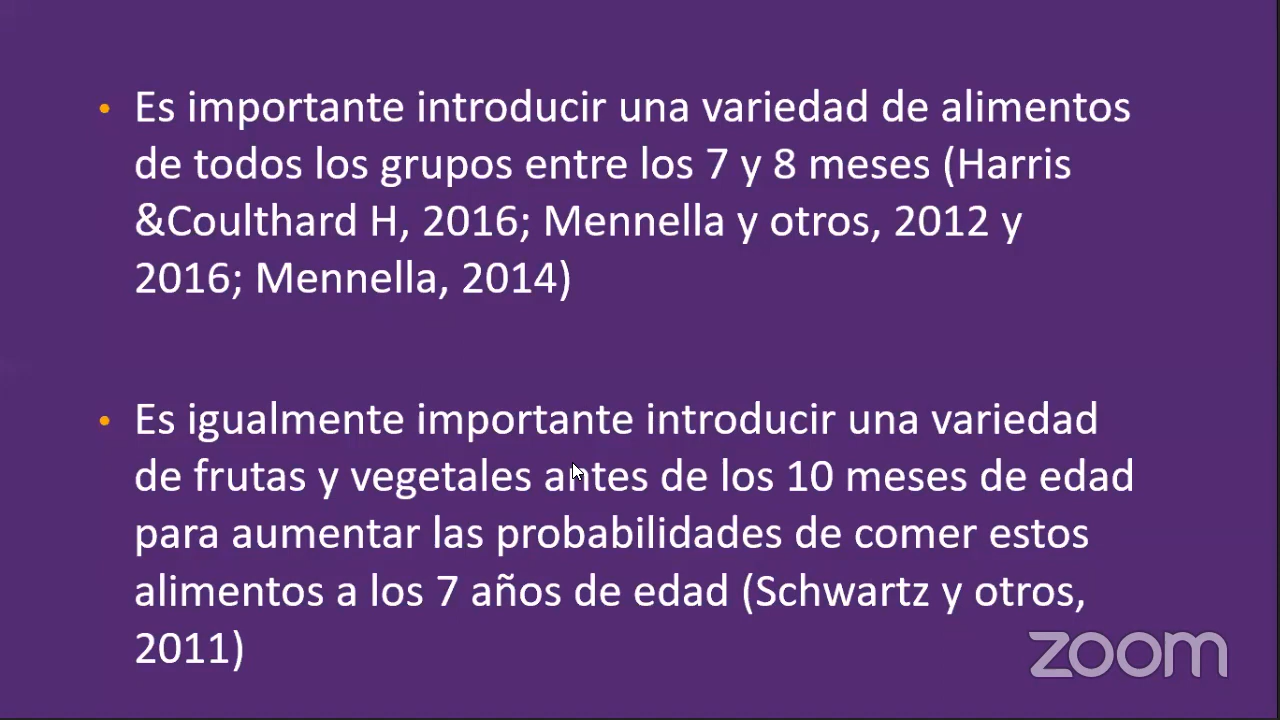 • Es importante introducir una variedad de alimentos
de todos los grupos entre los 7 y 8 meses (Harris
&Coulthard H, 2016; Mennella y otros, 2012 y
2016; Mennella, 2014)
• Es igualmente importante introducir una variedad
de frutas y vegetales antes de los 10 meses de edad
para aumentar las probabilidades de comer estos
alimentos a los 7 años de edad (Schwartz y otros,
2011)
zoom